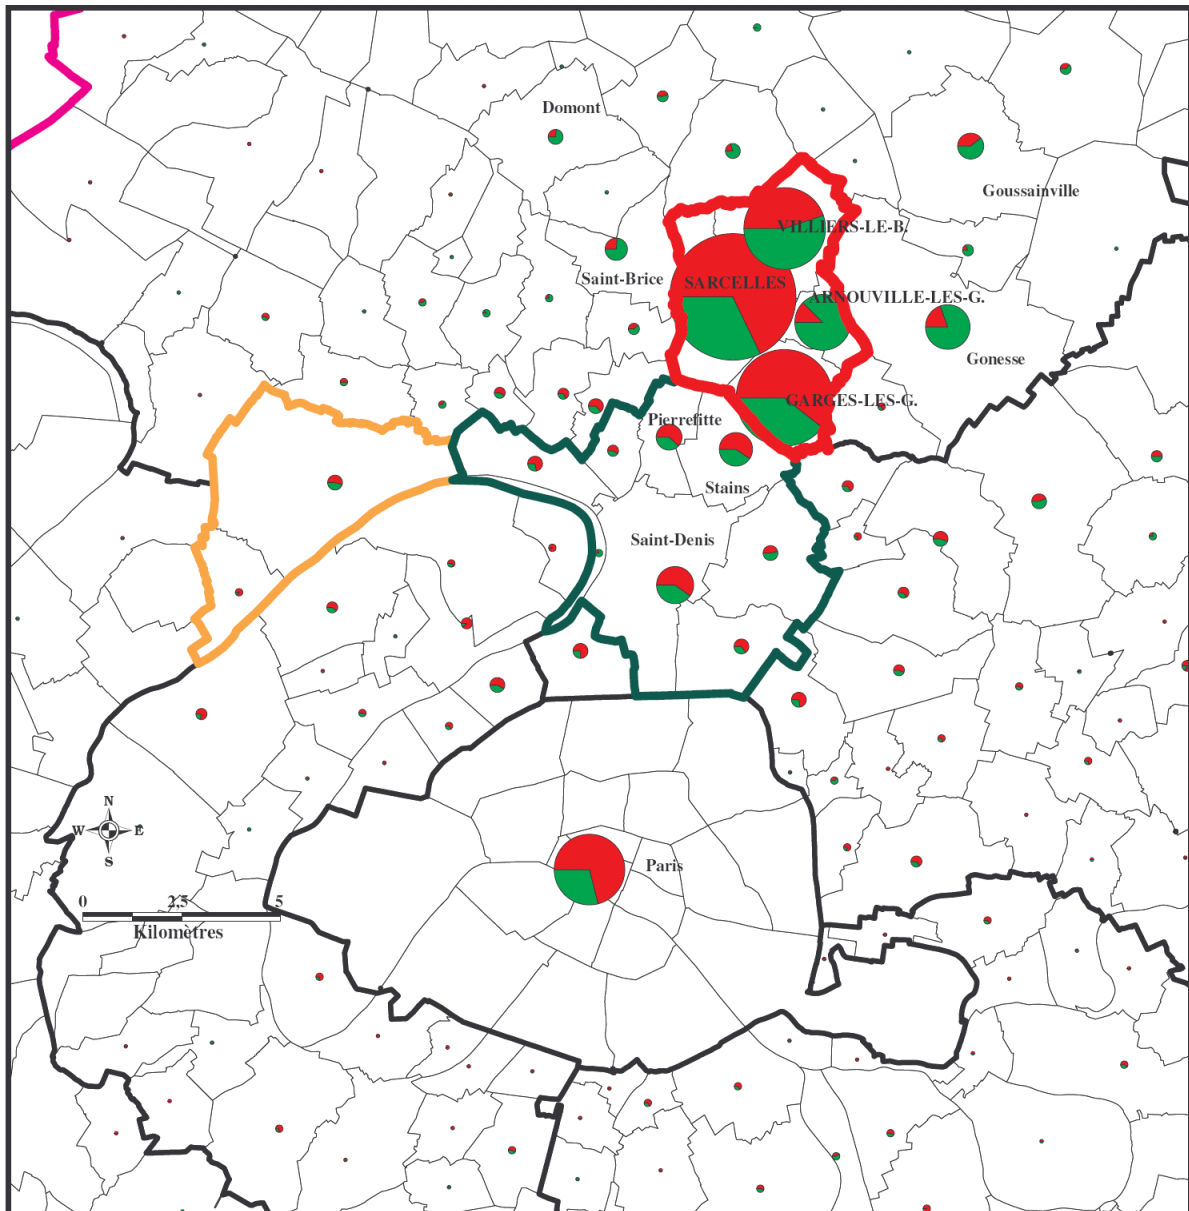 Domont
Goussainville
VILLIERS-LE-B.
Saint-Brice
SARCELLES
ARNOUVILLE-LES-G.
Gonesse
GARGES-LES-G.
Pierrefitte
Stains
Saint-Denis
N
W E
S
Paris
0 2,5 5
Kilomètres